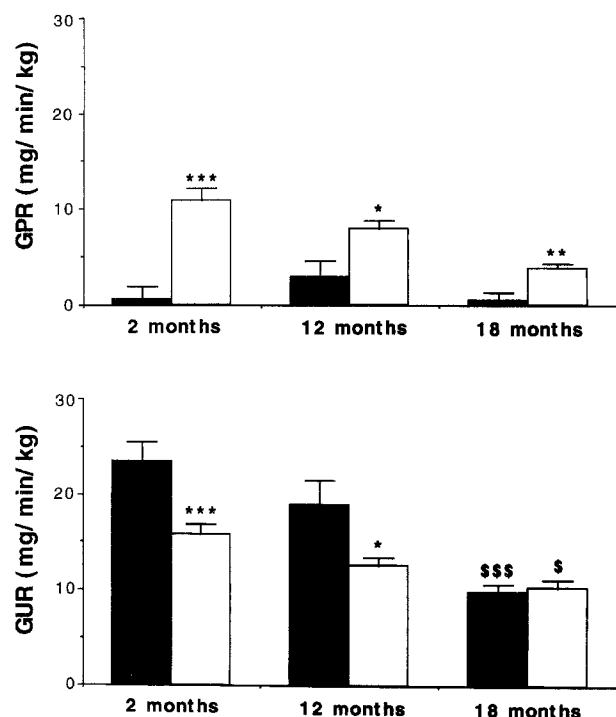 GPR (mg/ min/ kg)
30
20
10
0
***
*
**
2 months
12 months
18 months
GUR (mg/ min/ kg)
30
20
10
0
***
*
$$$
$
2 months
12 months
18 months